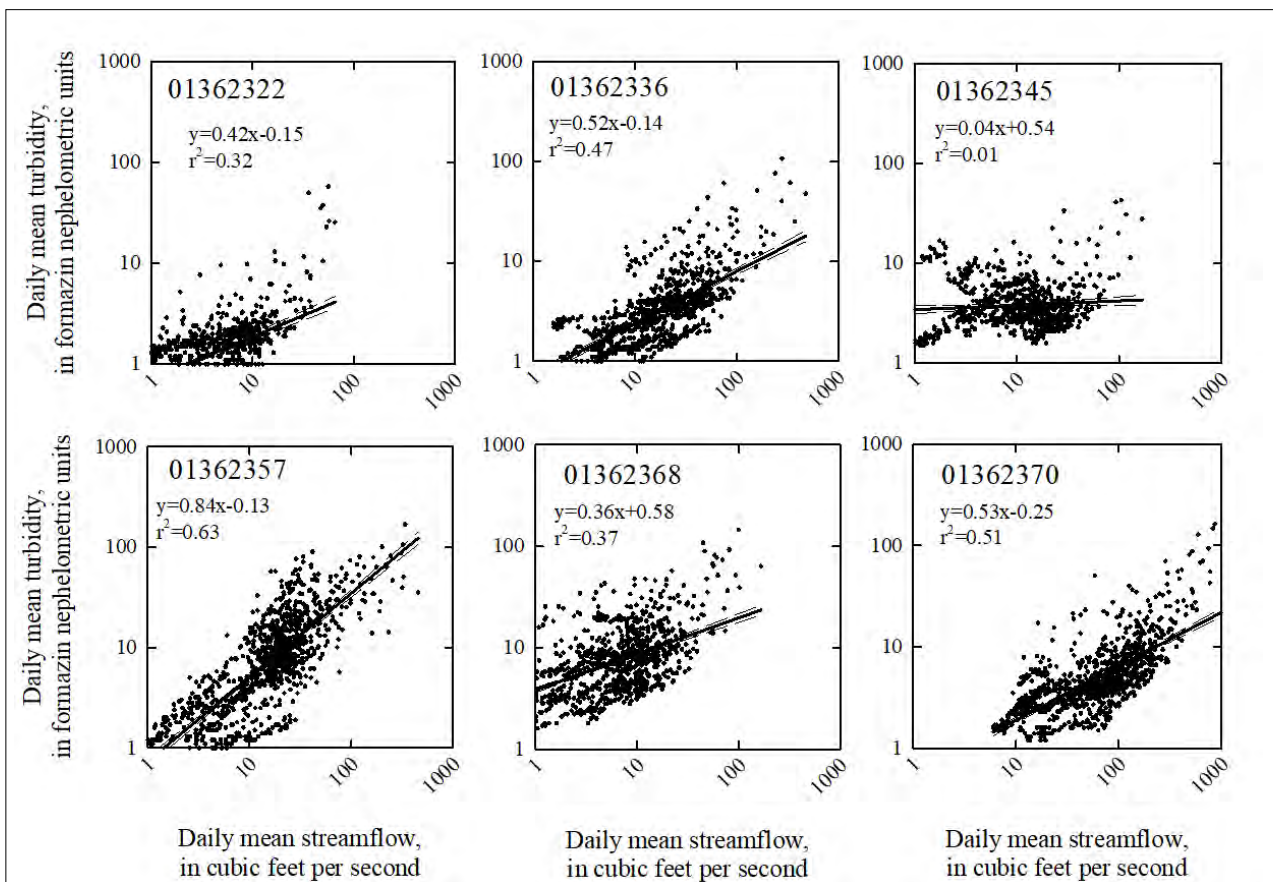 Daily mean turbidity,
in formazin nephelometric units
1000
100
10
1
01362322
y=0.42x-0.15
r²=0.32
1
10
100
1000
1000
100
10
1
01362336
y=0.52x-0.14
r²=0.47
1
10
100
1000
1000
100
10
1
01362345
y=0.04x+0.54
r²=0.01
1
10
100
1000
Daily mean turbidity,
in formazin nephelometric units
1000
100
10
1
01362357
y=0.84x-0.13
r²=0.63
1
10
100
1000
1000
100
10
1
01362368
y=0.36x+0.58
r²=0.37
1
10
100
1000
1000
100
10
1
01362370
y=0.53x-0.25
r²=0.51
1
10
100
1000
Daily mean streamflow,
in cubic feet per second
Daily mean streamflow,
in cubic feet per second
Daily mean streamflow,
in cubic feet per second